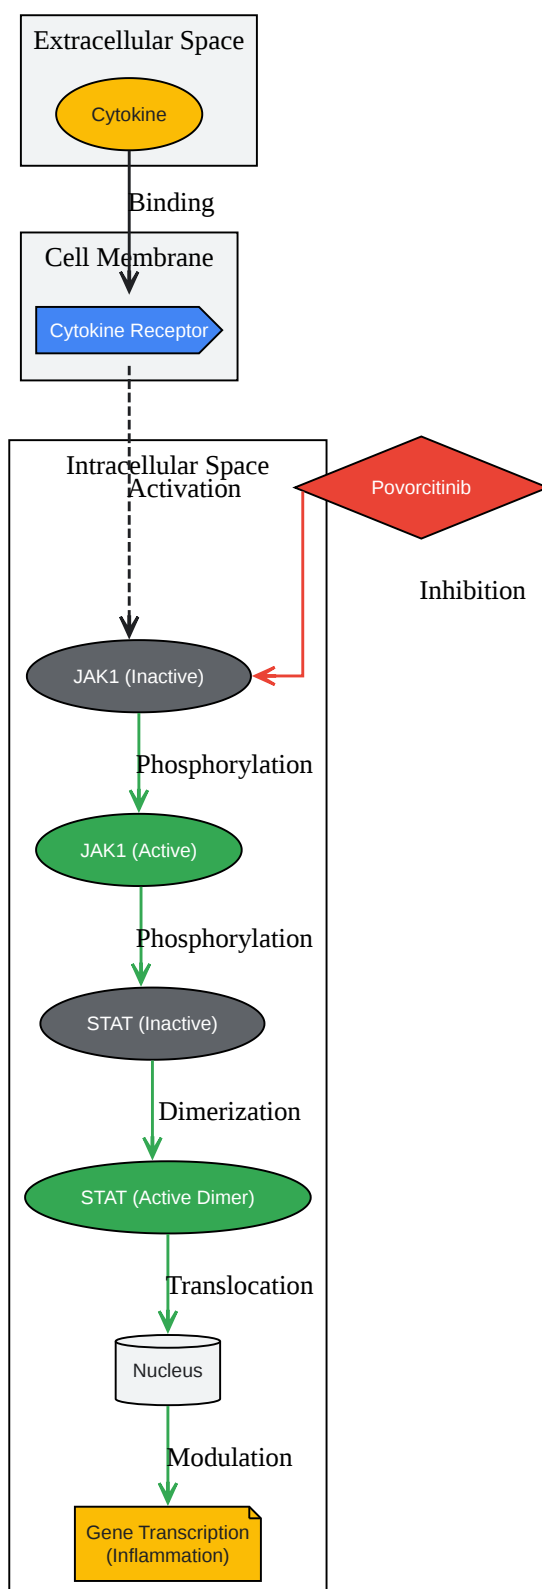 Extracellular Space
Cytokine
Binding
Cell Membrane
Cytokine Receptor
Intracellular Space
Activation
Povorcitinib
Inhibition
JAK1 (Inactive)
Phosphorylation
JAK1 (Active)
Phosphorylation
STAT (Inactive)
Dimerization
STAT (Active Dimer)
Translocation
Nucleus
Modulation
Gene Transcription
(Inflammation)